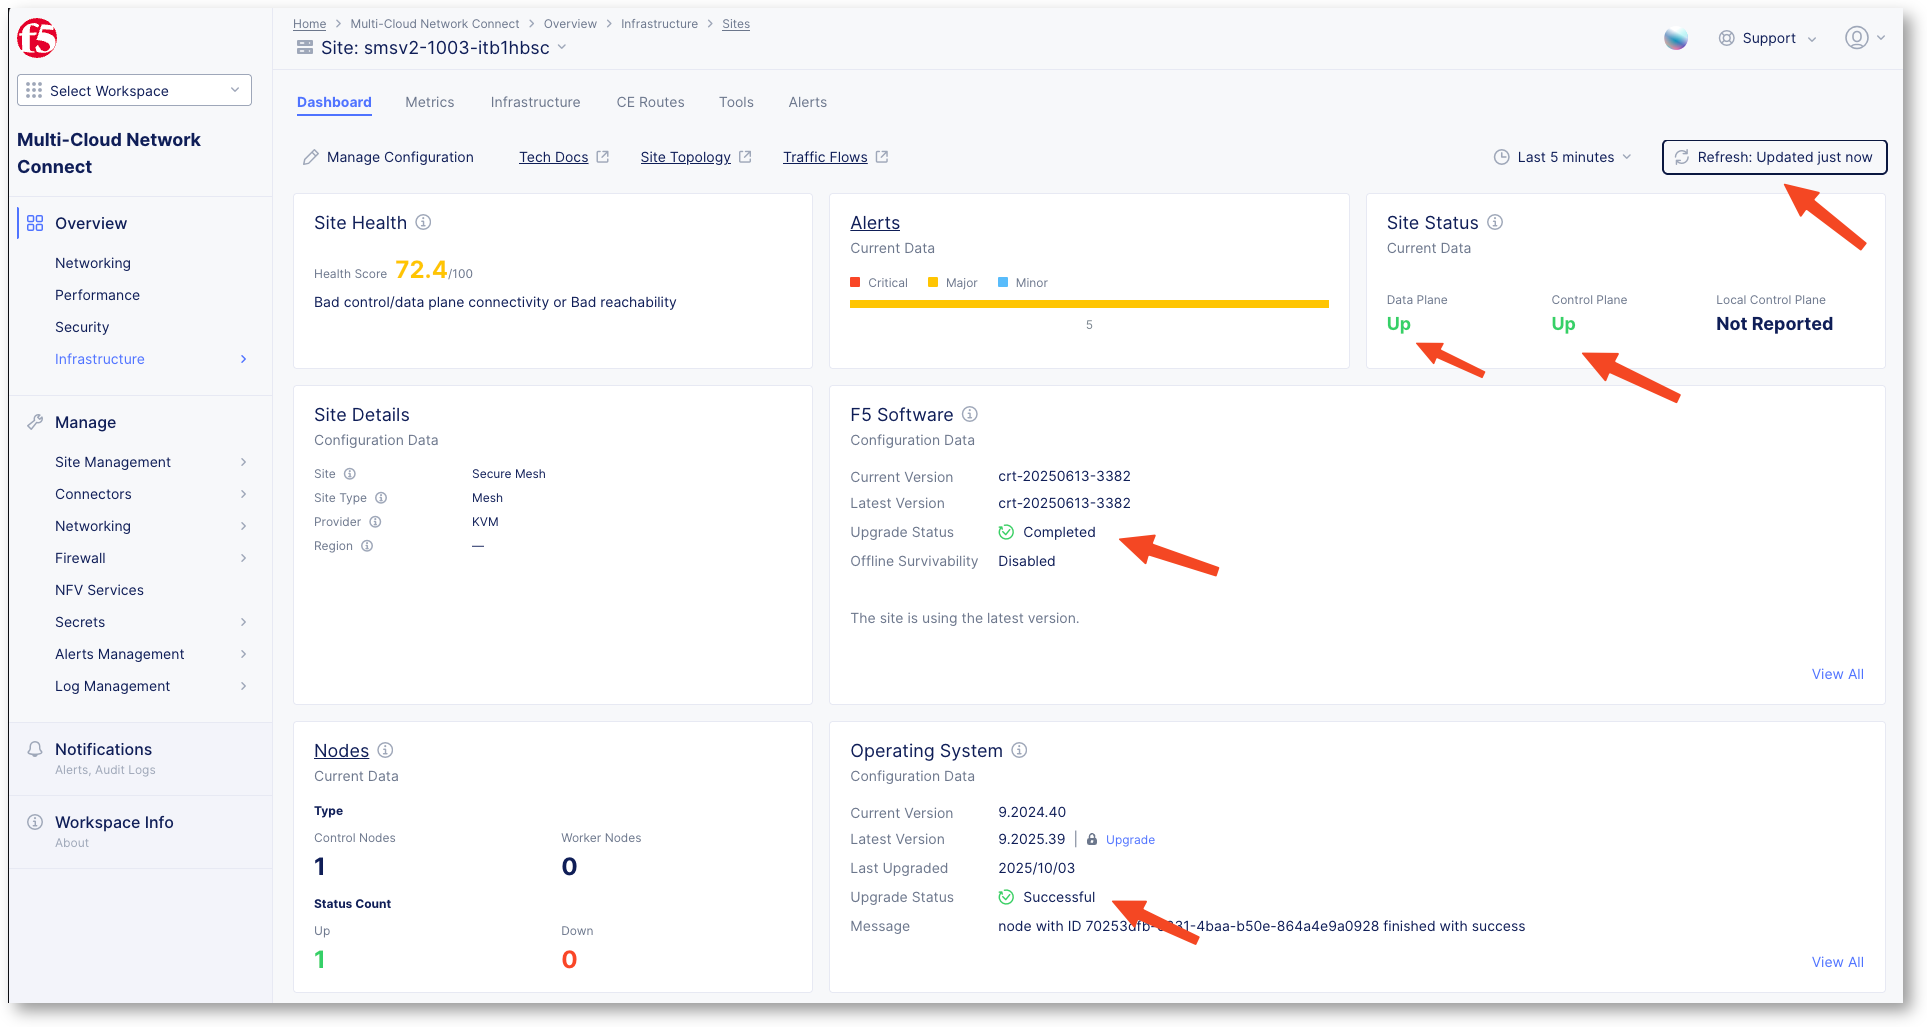 f5
Select Workspace
Multi-Cloud Network
Connect
Overview
Networking
Performance
Security
Infrastructure
Manage
Site Management
Connectors
Networking
Firewall
NFV Services
Secrets
Alerts Management
Log Management
Notifications
Alerts, Audit Logs
Workspace Info
About
Home > Multi-Cloud Network Connect > Overview > Infrastructure > Sites
Site: smsv2-1003-itb1hbsc
Support
Dashboard Metrics Infrastructure CE Routes Tools Alerts
Manage Configuration Tech Docs Site Topology Traffic Flows
Last 5 minutes Refresh: Updated just now
Site Health
Health Score 72.4/100
Bad control/data plane connectivity or Bad reachability
Alerts
Current Data
Critical Major Minor
5
Site Status
Current Data
Data Plane Control Plane Local Control Plane
Up Up Not Reported
Site Details
Configuration Data
Site Secure Mesh
Site Type Mesh
Provider KVM
Region —
F5 Software
Configuration Data
Current Version crt-20250613-3382
Latest Version crt-20250613-3382
Upgrade Status Completed
Offline Survivability Disabled
The site is using the latest version.
View All
Nodes
Current Data
Type
Control Nodes Worker Nodes
1 0
Status Count
Up Down
1 0
Operating System
Configuration Data
Current Version 9.2024.40
Latest Version 9.2025.39 | Upgrade
Last Upgraded 2025/10/03
Upgrade Status Successful
Message node with ID finished with success
View All